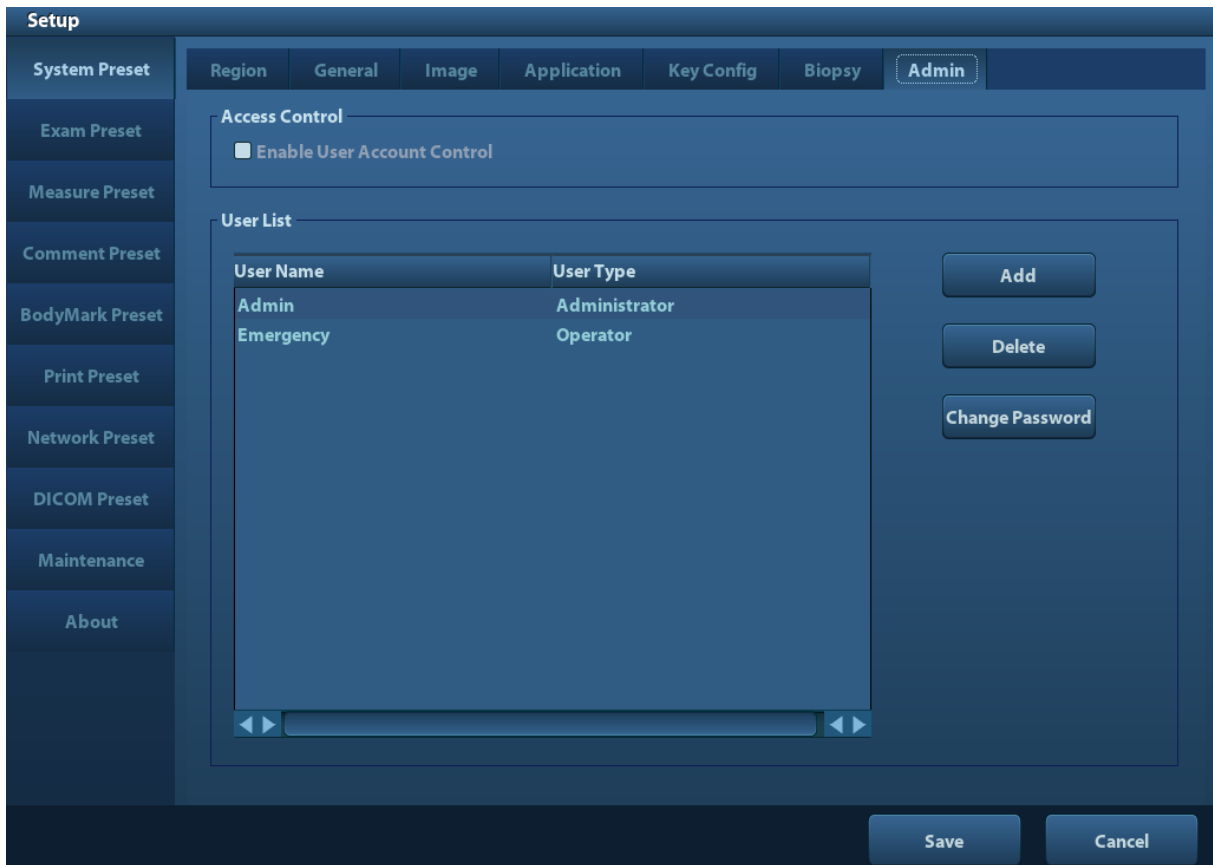 Setup
System Preset
Region General Image Application Key Config Biopsy Admin
Exam Preset
Measure Preset
Comment Preset
BodyMark Preset
Print Preset
Network Preset
DICOM Preset
Maintenance
About
Access Control
Enable User Account Control
User List
User Name User Type
Admin Administrator
Emergency Operator
Add
Delete
Change Password
Save Cancel